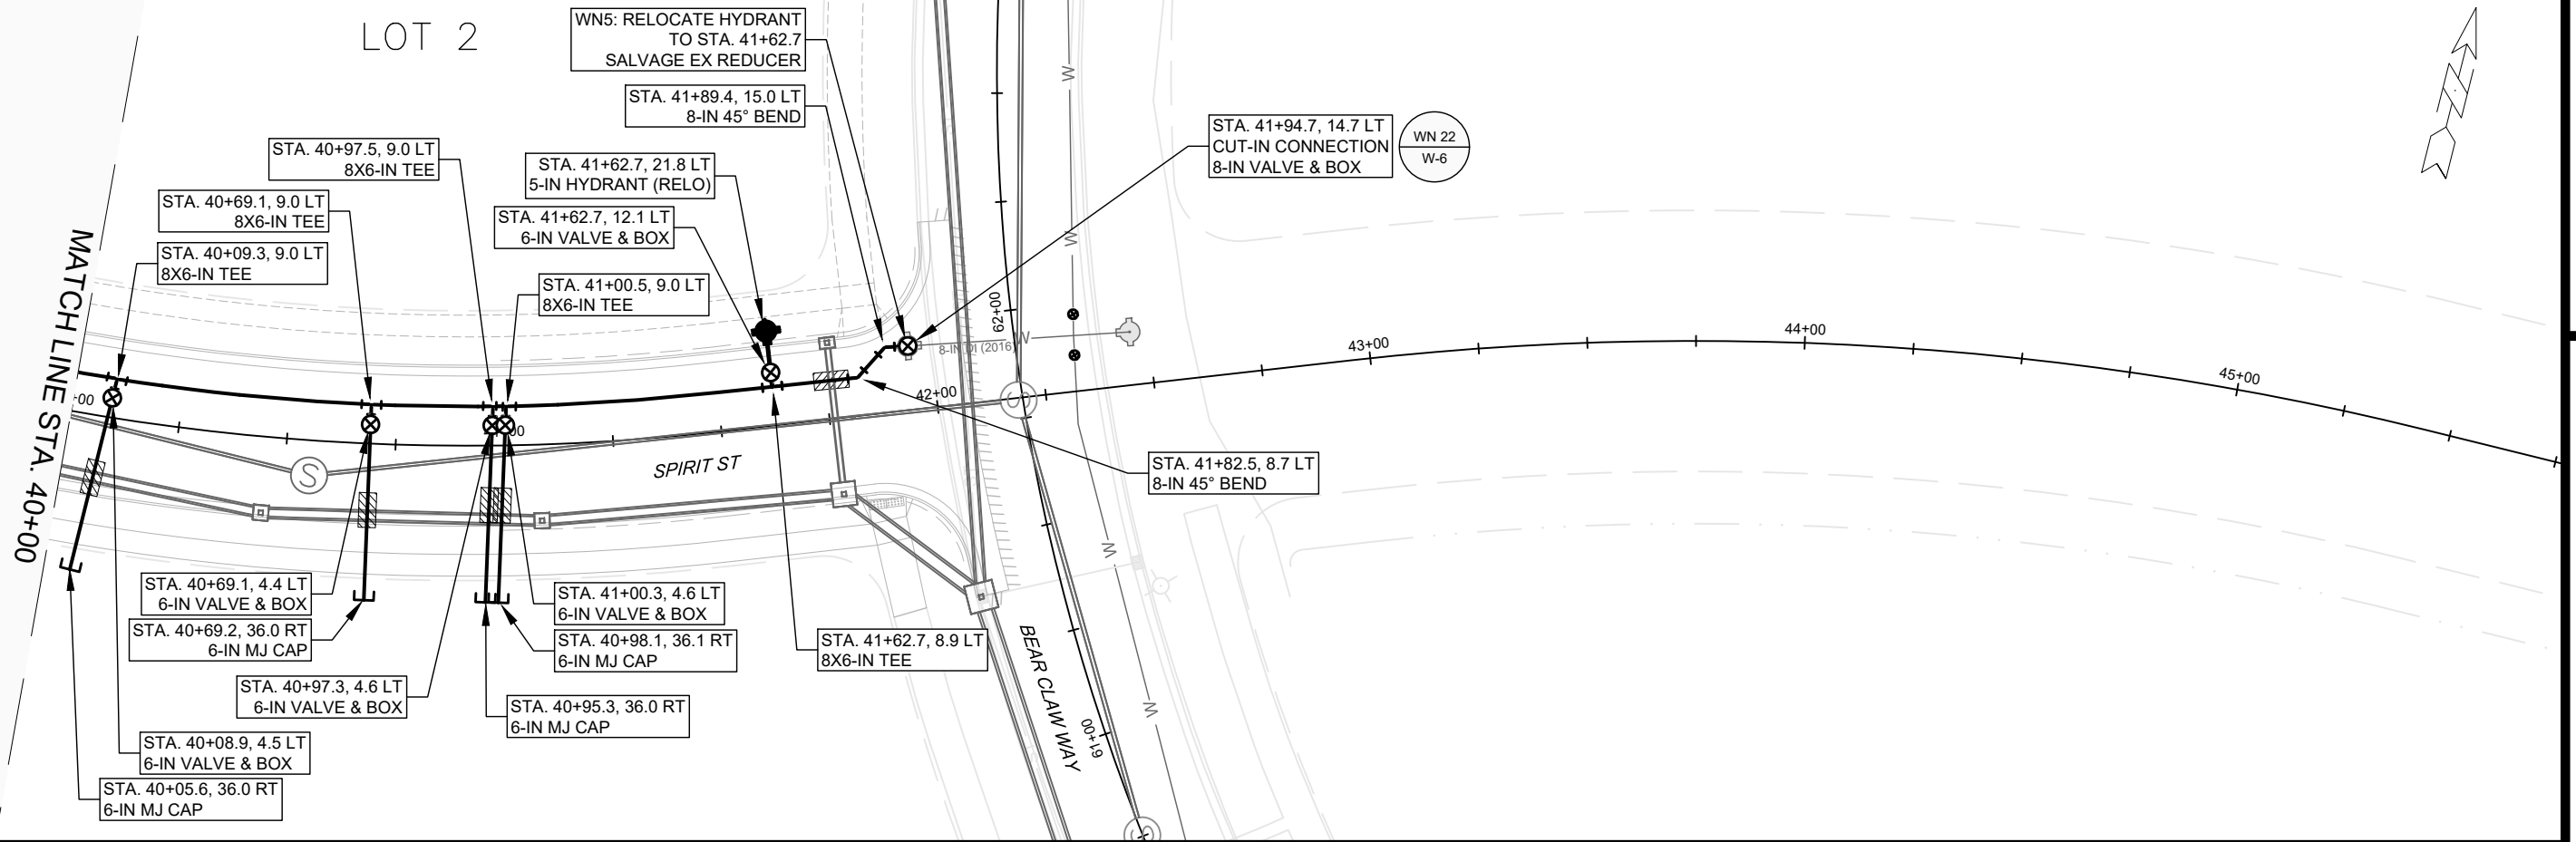 LOT 2
WN5: RELOCATE HYDRANT
TO STA. 41+62.7
SALVAGE EX REDUCER
STA. 41+89.4, 15.0 LT
8-IN 45° BEND
STA. 40+97.5, 9.0 LT
8X6-IN TEE
STA. 41+62.7, 21.8 LT
5-IN HYDRANT (RELO)
STA. 40+69.1, 9.0 LT
8X6-IN TEE
STA. 41+62.7, 12.1 LT
6-IN VALVE & BOX
STA. 40+09.3, 9.0 LT
8X6-IN TEE
STA. 41+00.5, 9.0 LT
8X6-IN TEE
STA. 41+94.7, 14.7 LT
CUT-IN CONNECTION
8-IN VALVE & BOX
WN 22
W-6
MATCH LINE STA. 40+00
+00
00
42+00
43+00
44+00
45+00
62+00
61+00
8-IN DI (2016)
W
W
W
W
W
S
S
S
SPIRIT ST
BEAR CLAW WAY
STA. 41+82.5, 8.7 LT
8-IN 45° BEND
STA. 40+69.1, 4.4 LT
6-IN VALVE & BOX
STA. 40+69.2, 36.0 RT
6-IN MJ CAP
STA. 40+97.3, 4.6 LT
6-IN VALVE & BOX
STA. 40+08.9, 4.5 LT
6-IN VALVE & BOX
STA. 40+05.6, 36.0 RT
6-IN MJ CAP
STA. 41+00.3, 4.6 LT
6-IN VALVE & BOX
STA. 40+98.1, 36.1 RT
6-IN MJ CAP
STA. 40+95.3, 36.0 RT
6-IN MJ CAP
STA. 41+62.7, 8.9 LT
8X6-IN TEE